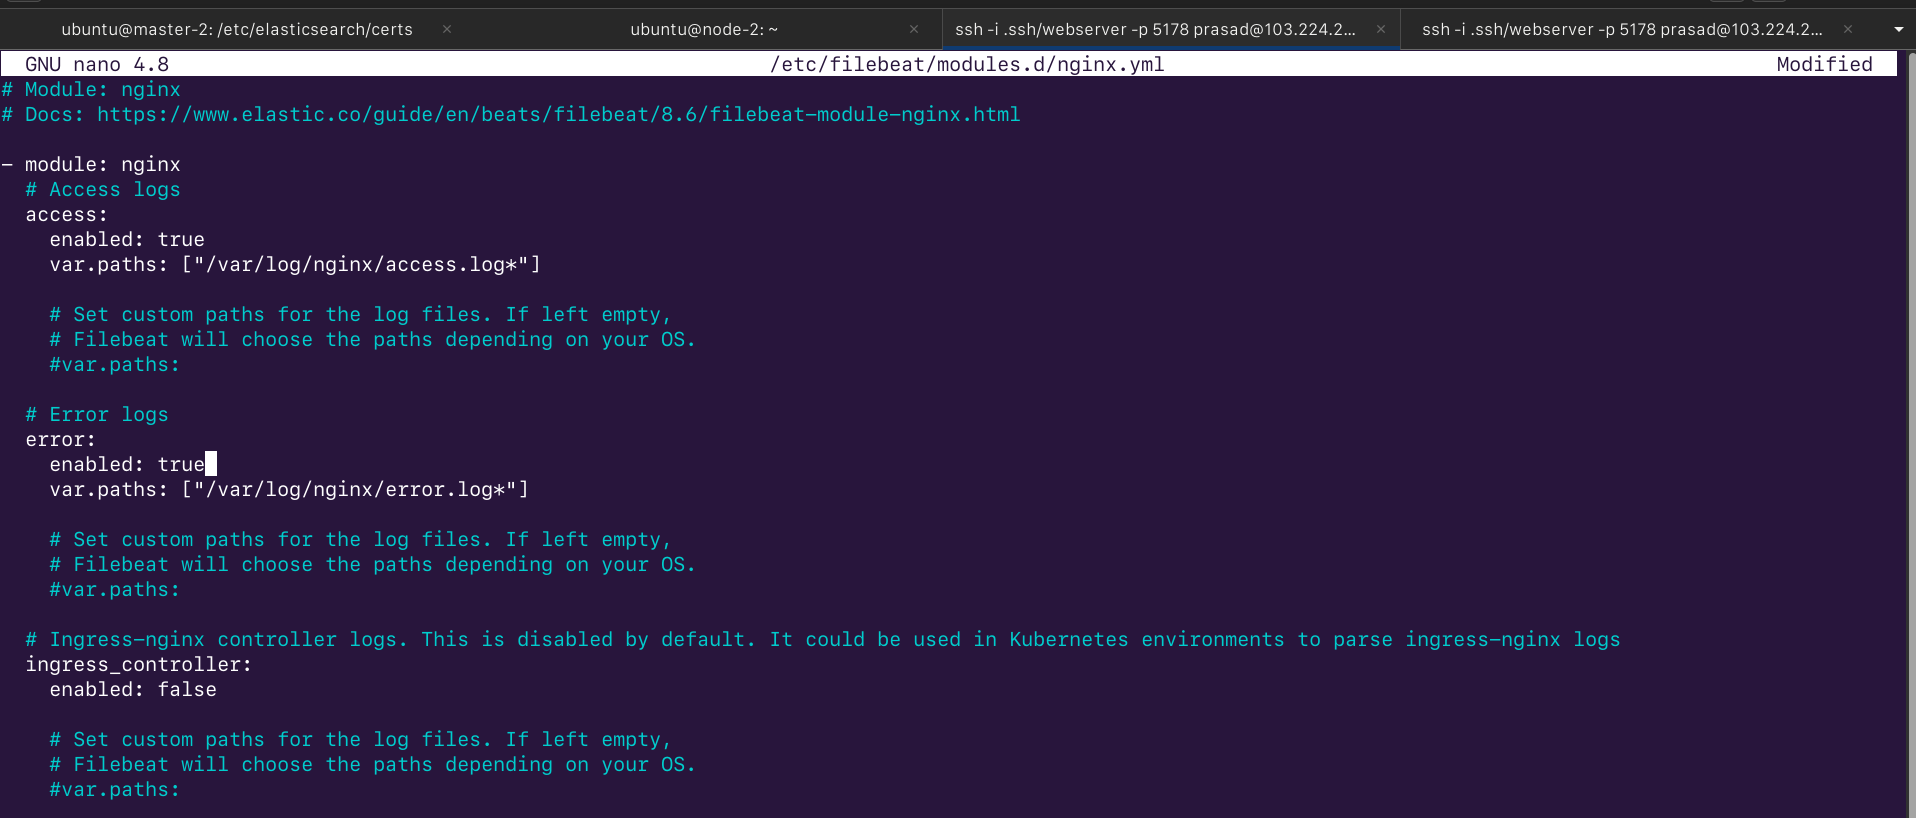 ubuntu@master-2: /etc/elasticsearch/certs × ubuntu@node-2: ~ × ssh -i .ssh/webserver -p 5178 prasad@103.224.2... × ssh -i .ssh/webserver -p 5178 prasad@103.224.2... ×
GNU nano 4.8 /etc/filebeat/modules.d/nginx.yml Modified
# Module: nginx
# Docs: https://www.elastic.co/guide/en/beats/filebeat/8.6/filebeat-module-nginx.html
- module: nginx
# Access logs
access:
enabled: true
var.paths: ["/var/log/nginx/access.log*"]
# Set custom paths for the log files. If left empty,
# Filebeat will choose the paths depending on your OS.
#var.paths:
# Error logs
error:
enabled: true
var.paths: ["/var/log/nginx/error.log*"]
# Set custom paths for the log files. If left empty,
# Filebeat will choose the paths depending on your OS.
#var.paths:
# Ingress-nginx controller logs. This is disabled by default. It could be used in Kubernetes environments to parse ingress-nginx logs
ingress_controller:
enabled: false
# Set custom paths for the log files. If left empty,
# Filebeat will choose the paths depending on your OS.
#var.paths: